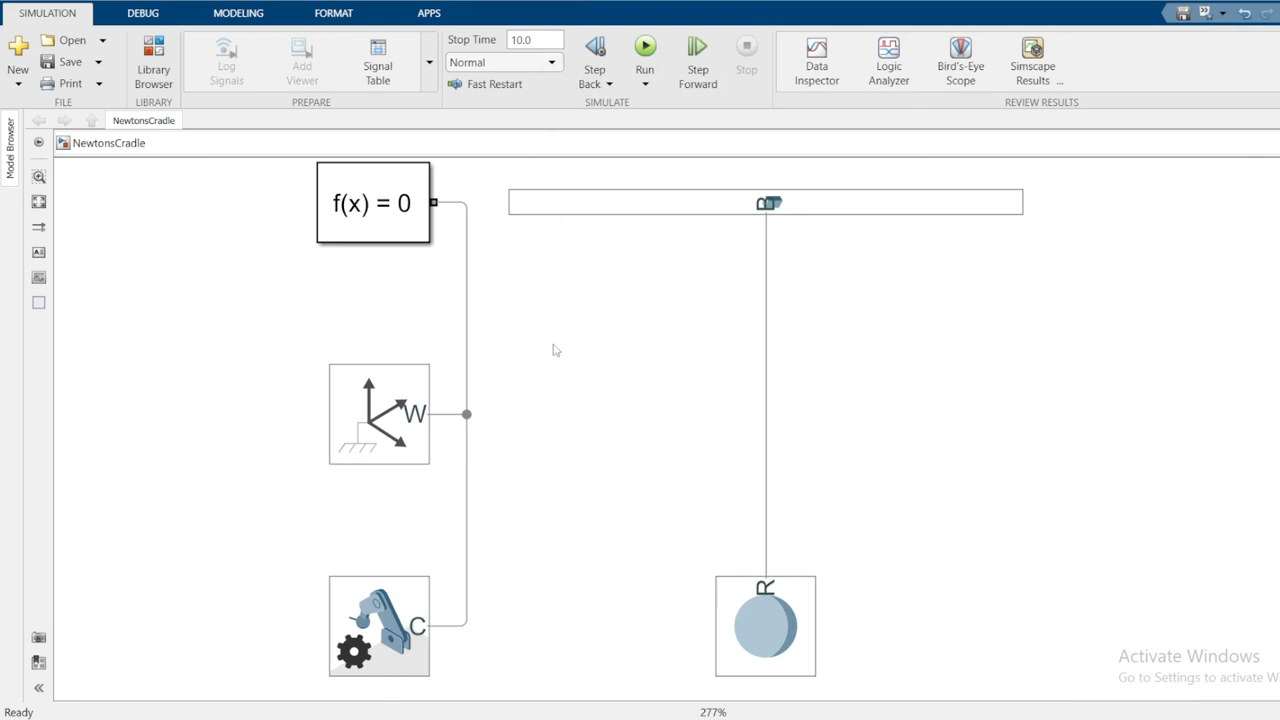 SIMULATION DEBUG MODELING FORMAT APPS
New
Open
Save
Print
FILE
Library
Browser
LIBRARY
Log
Signals
Add
Viewer
Signal
Table
PREPARE
Stop Time 10.0
Normal
Fast Restart
Step
Back
Run
Step
Forward
Stop
SIMULATE
Data
Inspector
Logic
Analyzer
Bird's-Eye
Scope
Simscape
Results ...
REVIEW RESULTS
Model Browser
NewtonsCradle
NewtonsCradle
f(x) = 0
B
W
C
R
Activate Windows
Go to Settings to activate W
Ready
277%